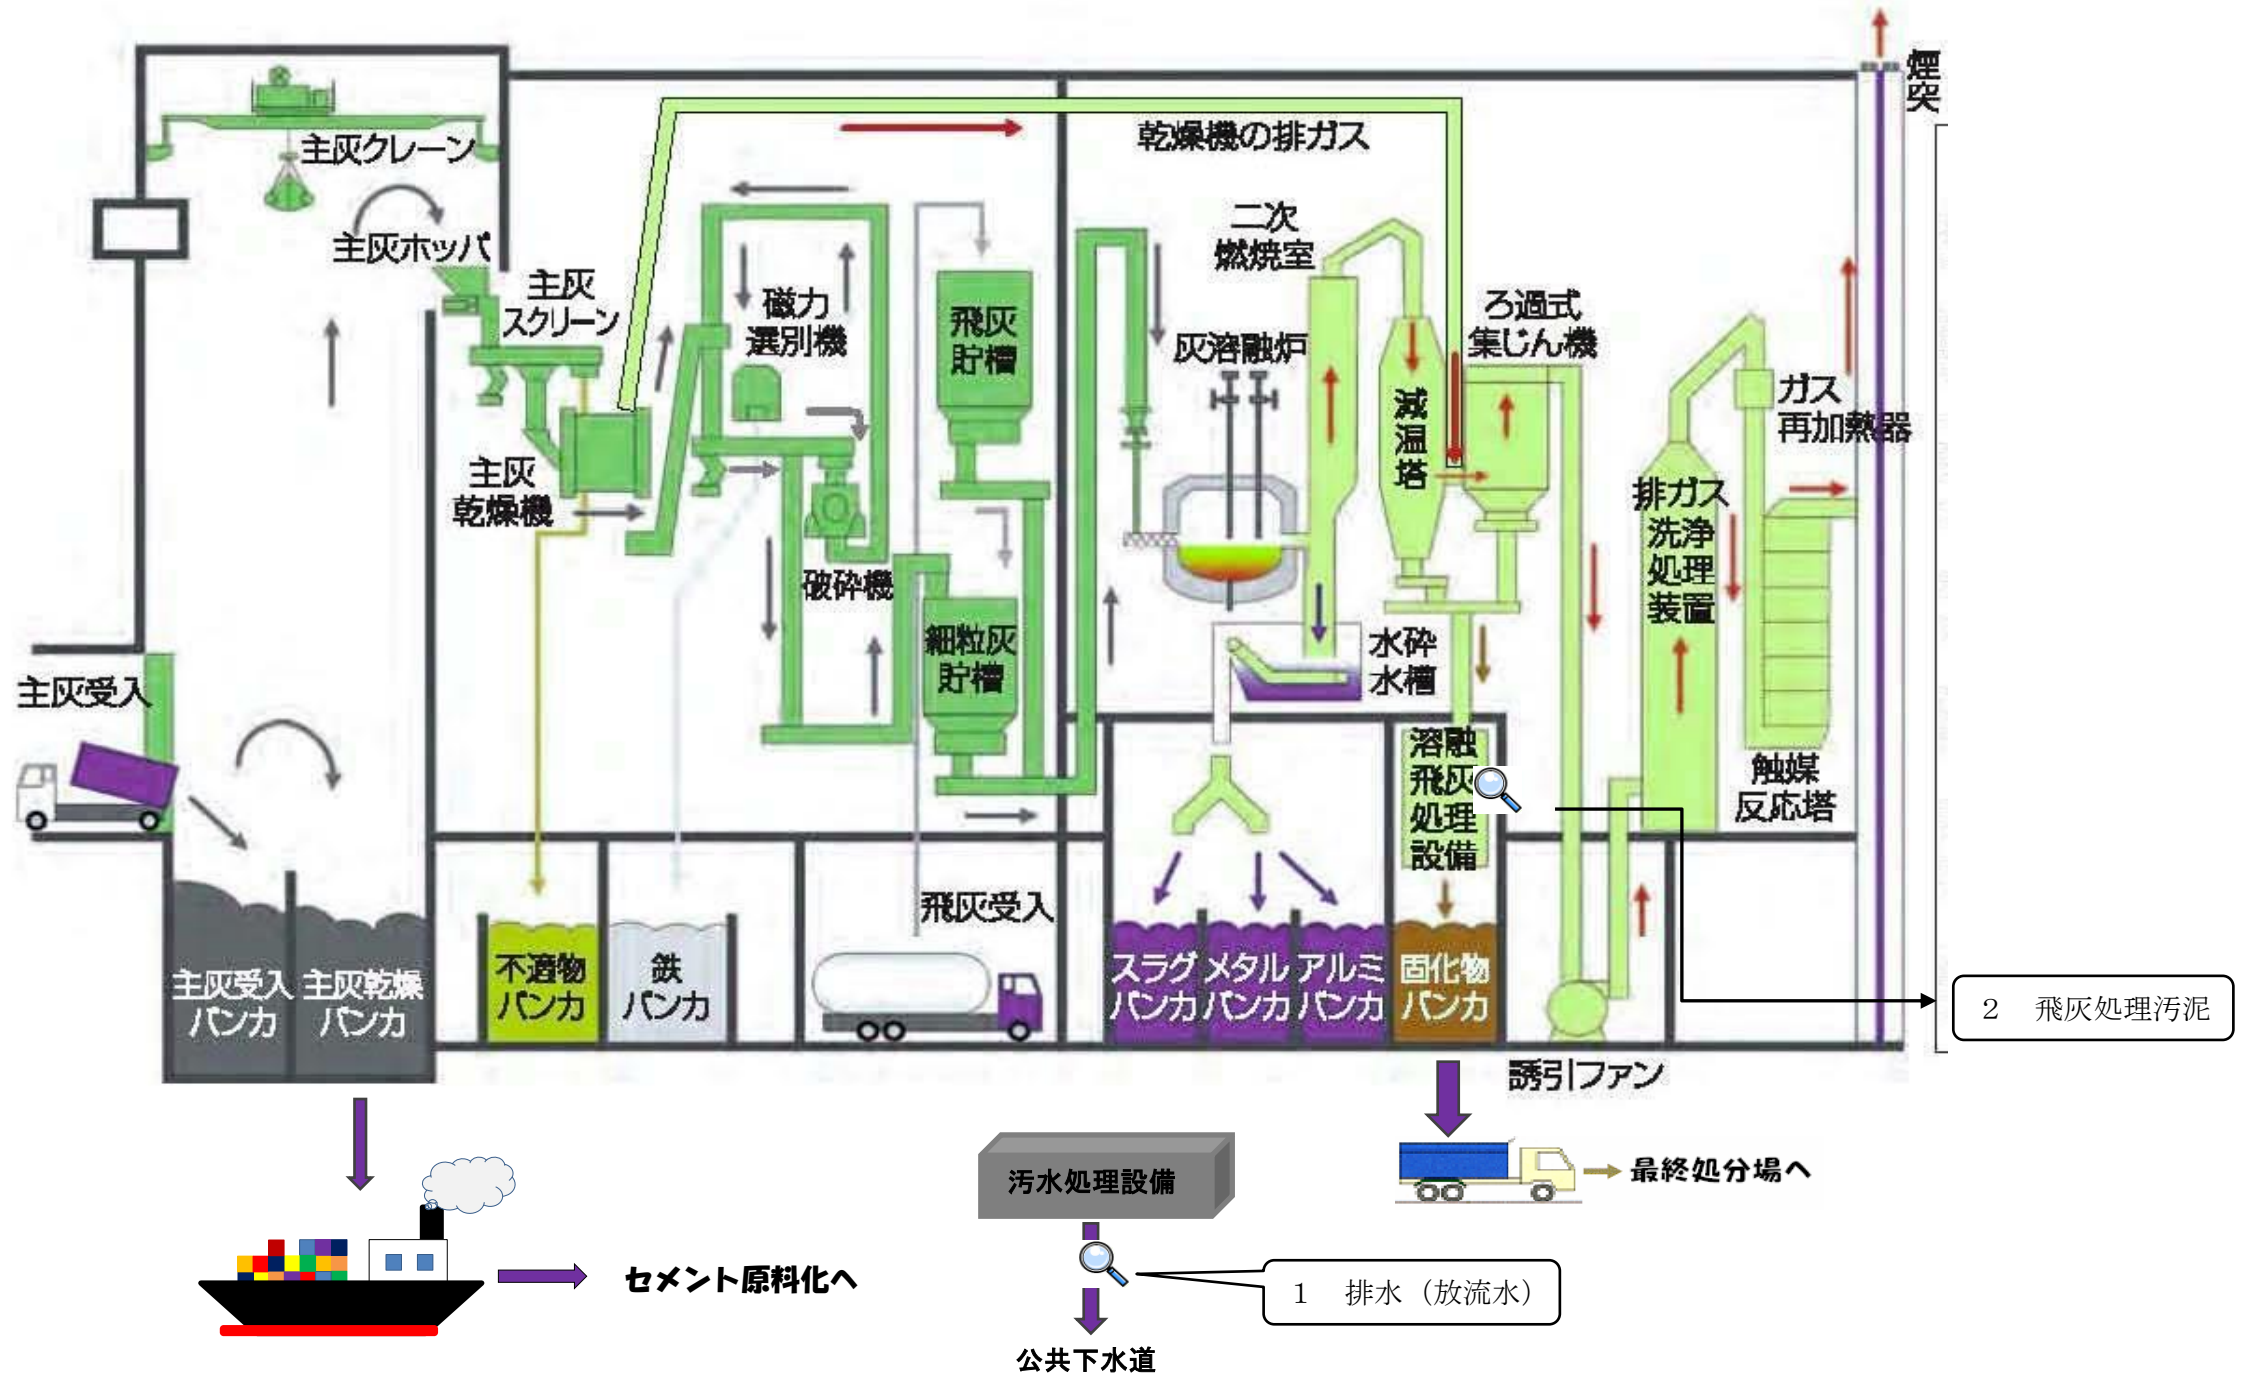 煙突
主灰クレーン
乾燥機の排ガス
主灰ホッパ
二次
燃焼室
主灰
スクリーン
磁力
選別機
飛灰
貯槽
灰溶融炉
ろ過式
集じん機
減温塔
ガス
再加熱器
主灰
乾燥機
排ガス
洗浄
処理
装置
破砕機
細粒灰
貯槽
水砕
水槽
主灰受入
溶融
飛灰
処理
設備
触媒
反応塔
飛灰受入
主灰受入
バンカ
主灰乾燥
バンカ
不適物
バンカ
鉄
バンカ
スラグ
バンカ
メタル
バンカ
アルミ
バンカ
固化物
バンカ
2 飛灰処理汚泥
誘引ファン
汚水処理設備
最終処分場へ
セメント原料化へ
1 排水（放流水）
公共下水道